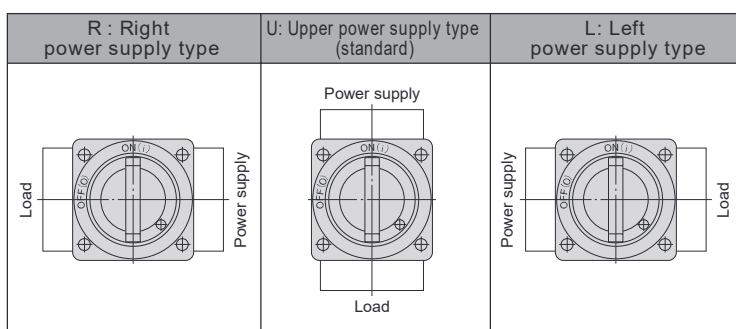 R : Right
power supply type
U: Upper power supply type
(standard)
L: Left
power supply type
Load
ON(i)
OFF(O)
Power supply
Power supply
ON(i)
OFF(O)
Load
Power supply
ON(i)
OFF(O)
Load